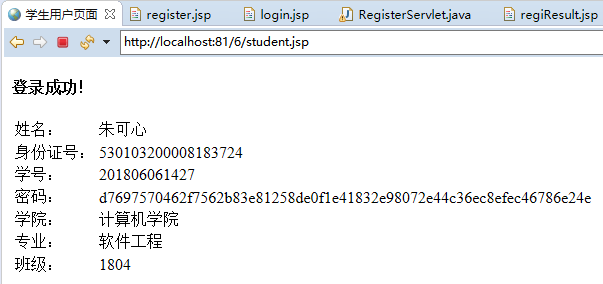 学生用户页面 register.jsp login.jsp RegisterServlet.java regiResult.jsp
http://localhost:81/6/student.jsp
登录成功！
姓名： 朱可心
身份证号： 530103200008183724
学号： 201806061427
密码： d7697570462f7562b83e81258de0f1e41832e98072e44c36ec8efec46786e24e
学院： 计算机学院
专业： 软件工程
班级： 1804